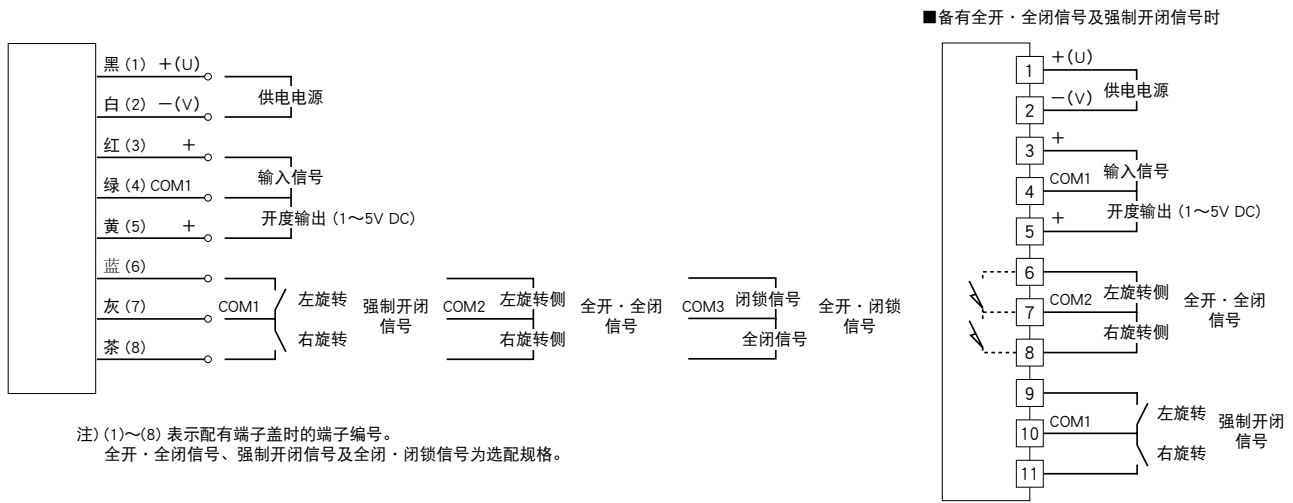 ■备有全开・全闭信号及强制开闭信号时
黑 (1) ＋(U)
供电电源
白 (2) －(V)
红 (3) ＋
输入信号
绿 (4) COM1
开度输出 (1～5V DC)
黄 (5) ＋
蓝 (6)
左旋转
灰 (7) COM1
强制开闭
信号
右旋转
茶 (8)
左旋转侧
COM2
全开・全闭
信号
右旋转侧
闭锁信号
COM3
全开・闭锁
信号
全闭信号
注) (1)～(8) 表示配有端子盖时的端子编号。
全开・全闭信号、强制开闭信号及全闭・闭锁信号为选配规格。
1 ＋(U)
供电电源
2 －(V)
3 ＋
输入信号
4 COM1
开度输出 (1～5V DC)
5 ＋
6
左旋转侧
7 COM2
全开・全闭
信号
右旋转侧
8
9
左旋转
10 COM1
强制开闭
信号
右旋转
11